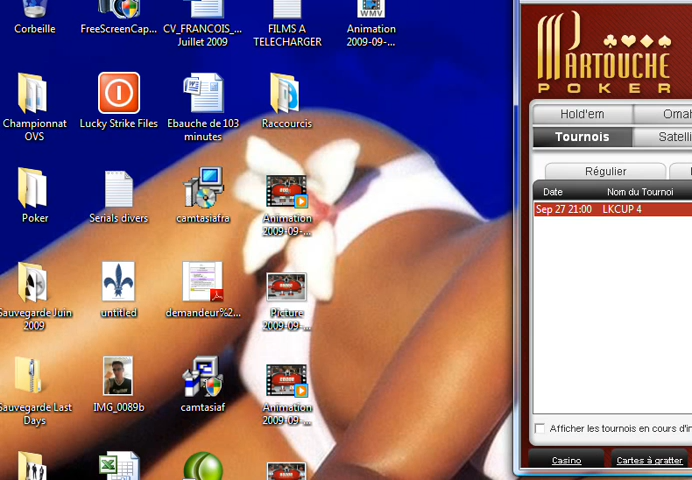 Corbeille
FreeScreenCap...
CV_FRANCOIS_...
Juillet 2009
FILMS A
TELECHARGER
Animation
2009-09-...
Championnat
OVS
Lucky Strike Files
Ebauche de 103
minutes
Raccourcis
Poker
Serials divers
camtasiafra
Animation
2009-09-...
Sauvegarde Juin
2009
untitled
demandeur%2...
Picture
2009-09-...
Sauvegarde Last
Days
IMG_0089b
camtasiaf
Animation
2009-09-...
PARTOUCHE
POKER
Hold'em
Tournois
Régulier
Date
Nom du Tournoi
Sep 27 21:00
LKCUP 4
Afficher les tournois en cours
Casino
Cartes à gratter